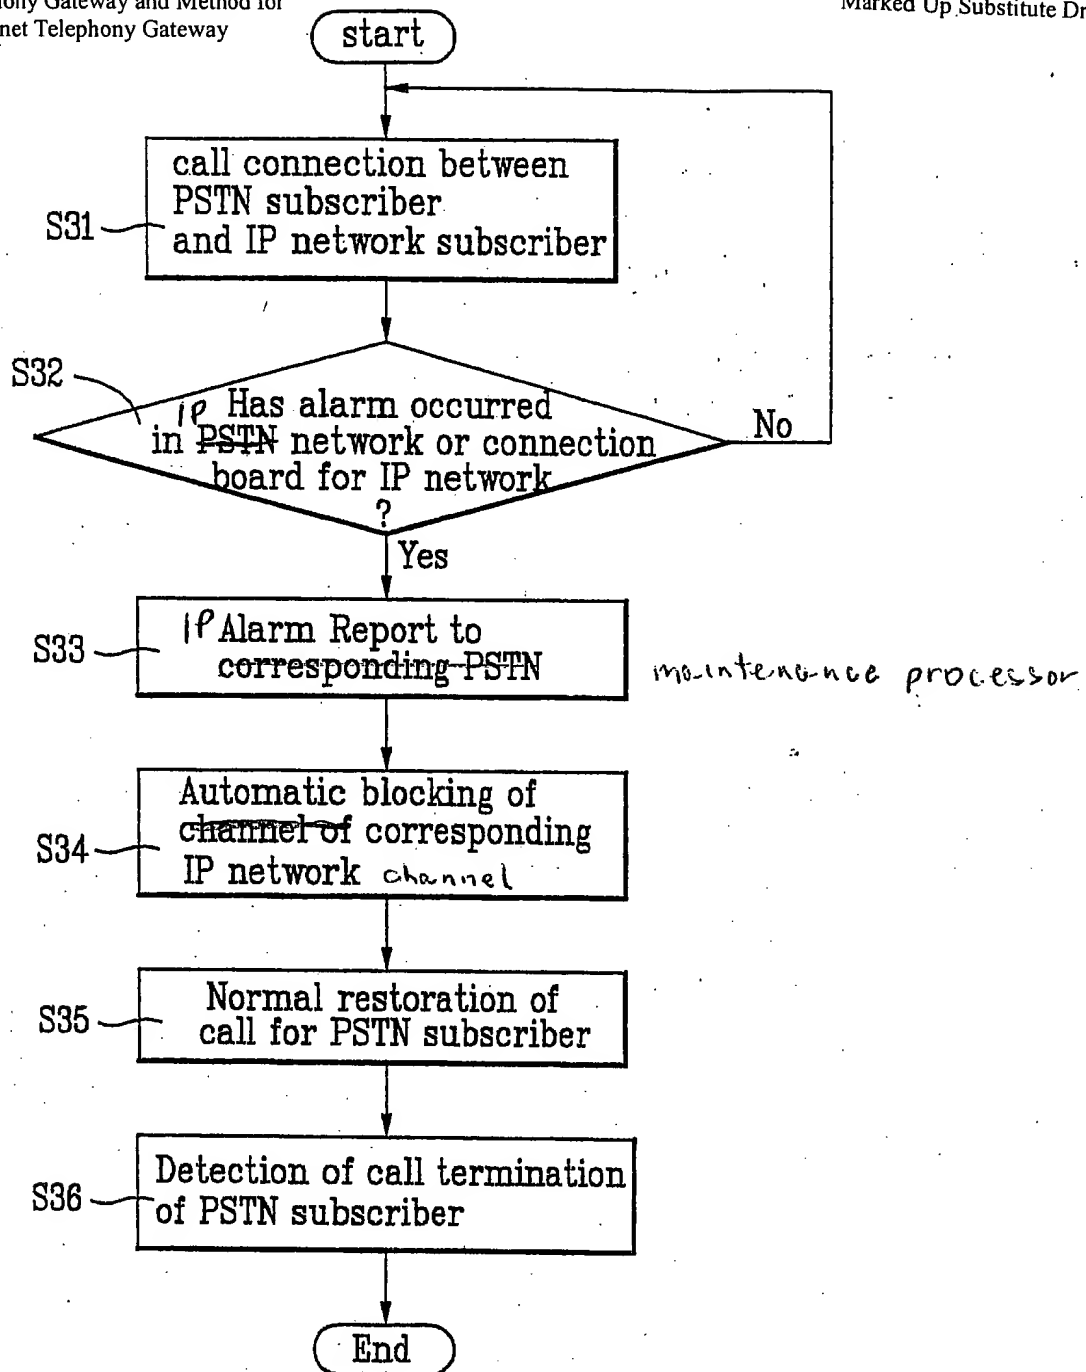 ony Gateway and Method for
net Telephony Gateway
Marked Up Substitute Dr
start
call connection between
PSTN subscriber
and IP network subscriber
S31
S32
Has alarm occurred
IP
in PSTN network or connection
board for IP network
?
No
Yes
S33
IP Alarm Report to
corresponding PSTN
maintenance processor
Automatic blocking of
channel of corresponding
IP network channel
S34
Normal restoration of
call for PSTN subscriber
S35
Detection of call termination
of PSTN subscriber
S36
End